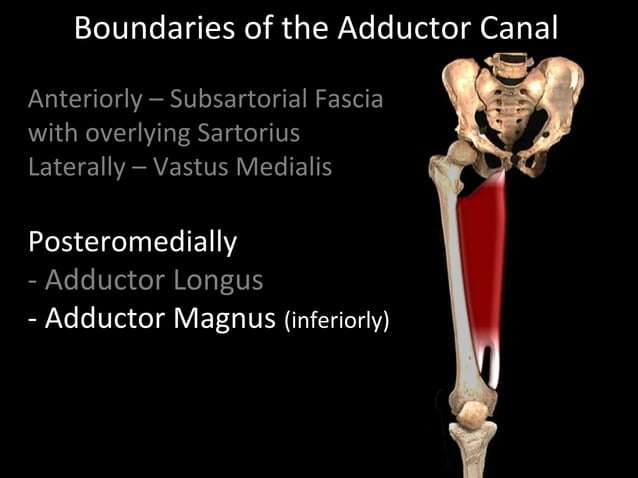 Boundaries of the Adductor Canal
Anteriorly – Subsartorial Fascia
with overlying Sartorius
Laterally – Vastus Medialis
Posteromedially
- Adductor Longus
- Adductor Magnus (inferiorly)